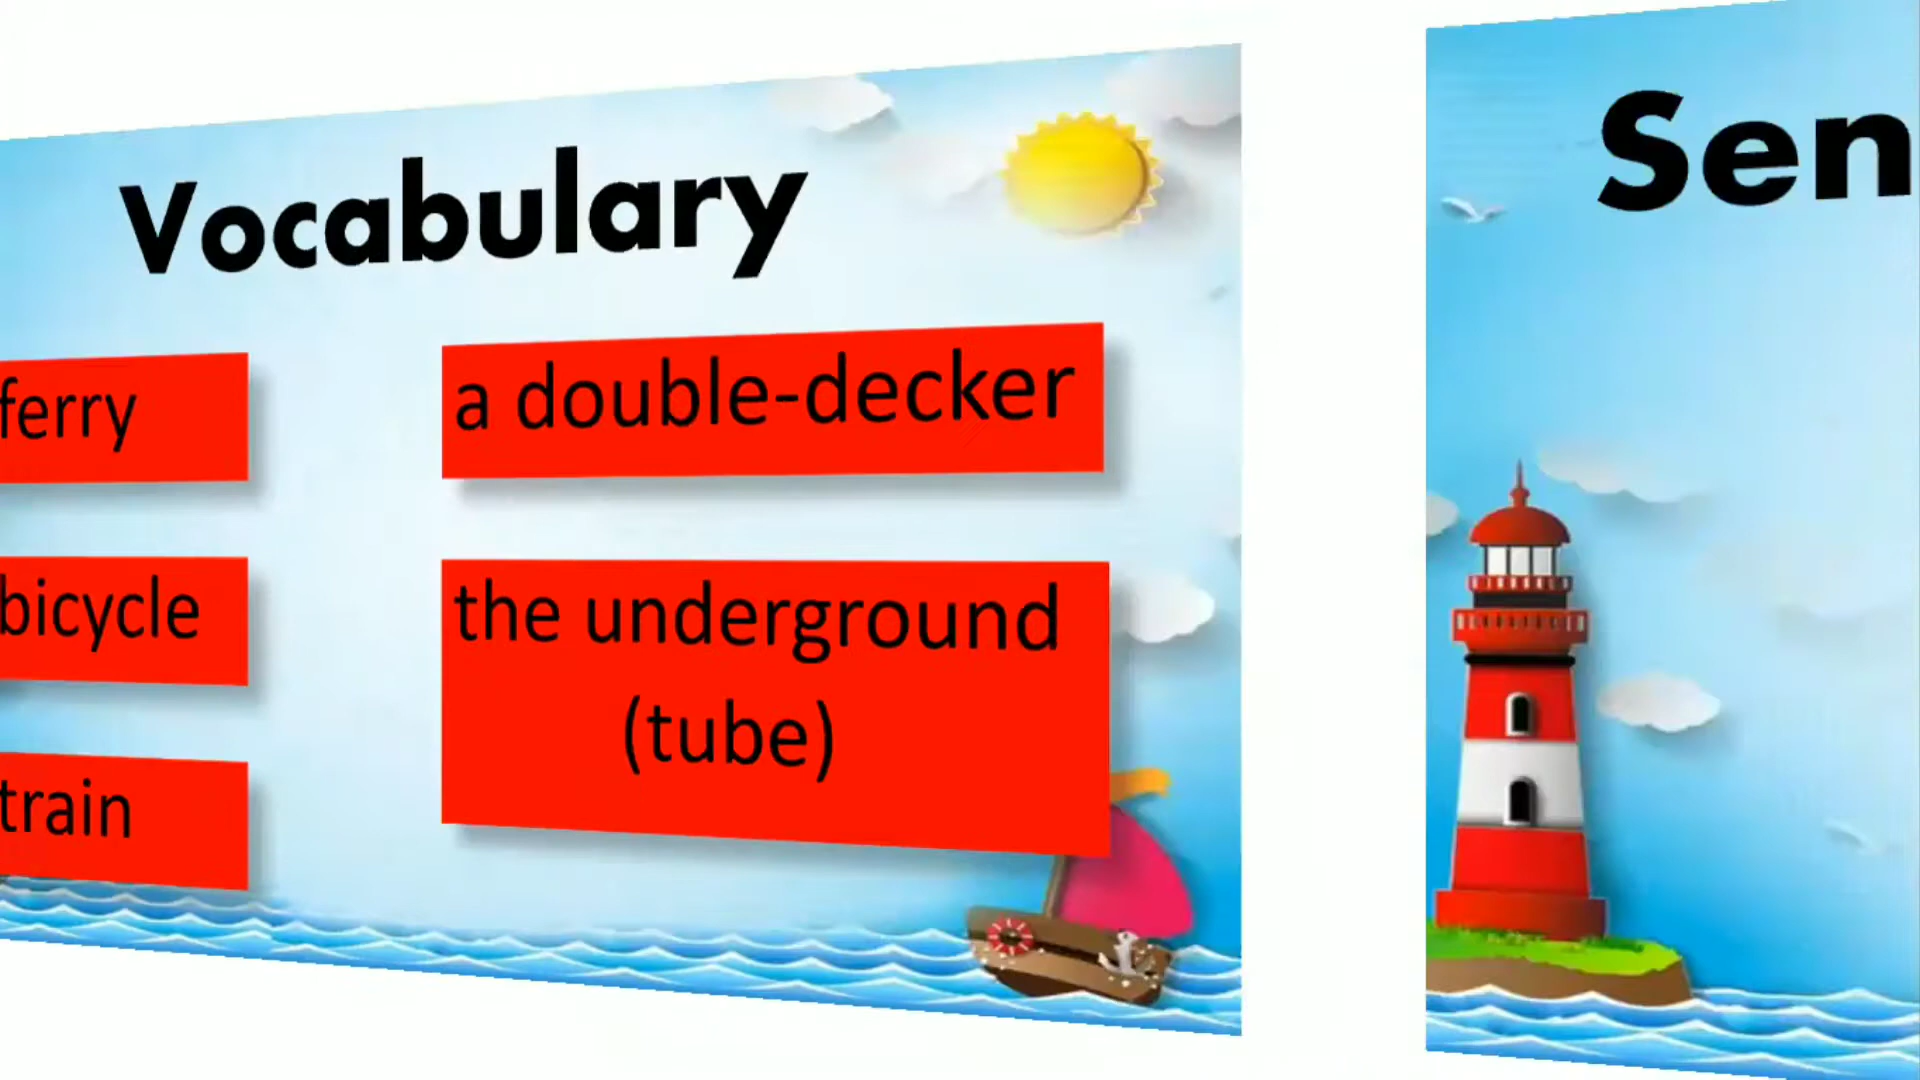 Vocabulary
ferry
a double-decker
bicycle
the underground
(tube)
train
Sen